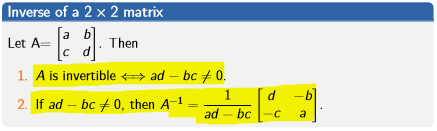 Inverse of a 2 × 2 matrix
Let A= [a b; c d]. Then
1. A is invertible ⟺ ad − bc ≠ 0.
2. If ad − bc ≠ 0, then A⁻¹ = 1/(ad − bc) [d −b; −c a].